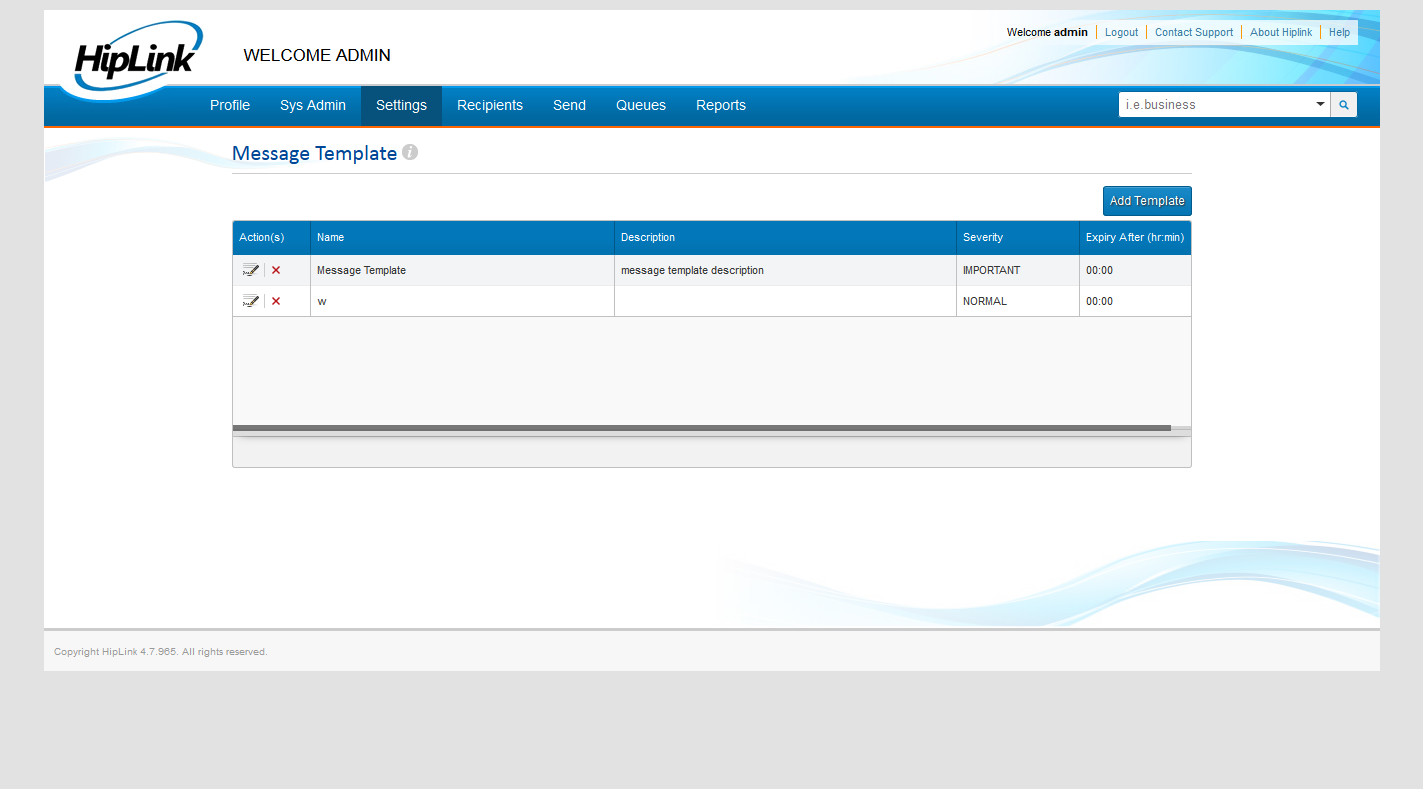 HipLink
WELCOME ADMIN
Welcome admin Logout Contact Support About Hiplink Help
Profile Sys Admin Settings Recipients Send Queues Reports i.e.business
Message Template i
Add Template
Action(s) Name Description Severity Expiry After (hr:min)
Message Template message template description IMPORTANT 00:00
w NORMAL 00:00
Copyright HipLink 4.7.965. All rights reserved.